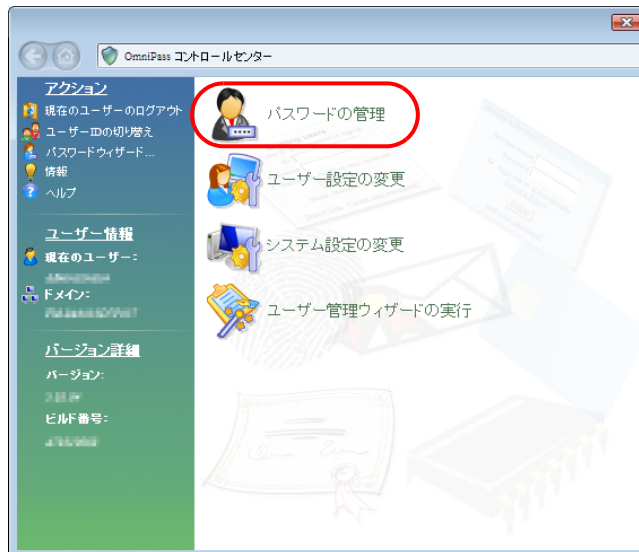 OmniPass コントロールセンター
アクション
現在のユーザーのログアウト
ユーザーIDの切り替え
パスワードウィザード...
情報
ヘルプ
ユーザー情報
現在のユーザー:
ドメイン:
バージョン詳細
バージョン:
ビルド番号:
パスワードの管理
ユーザー設定の変更
システム設定の変更
ユーザー管理ウィザードの実行